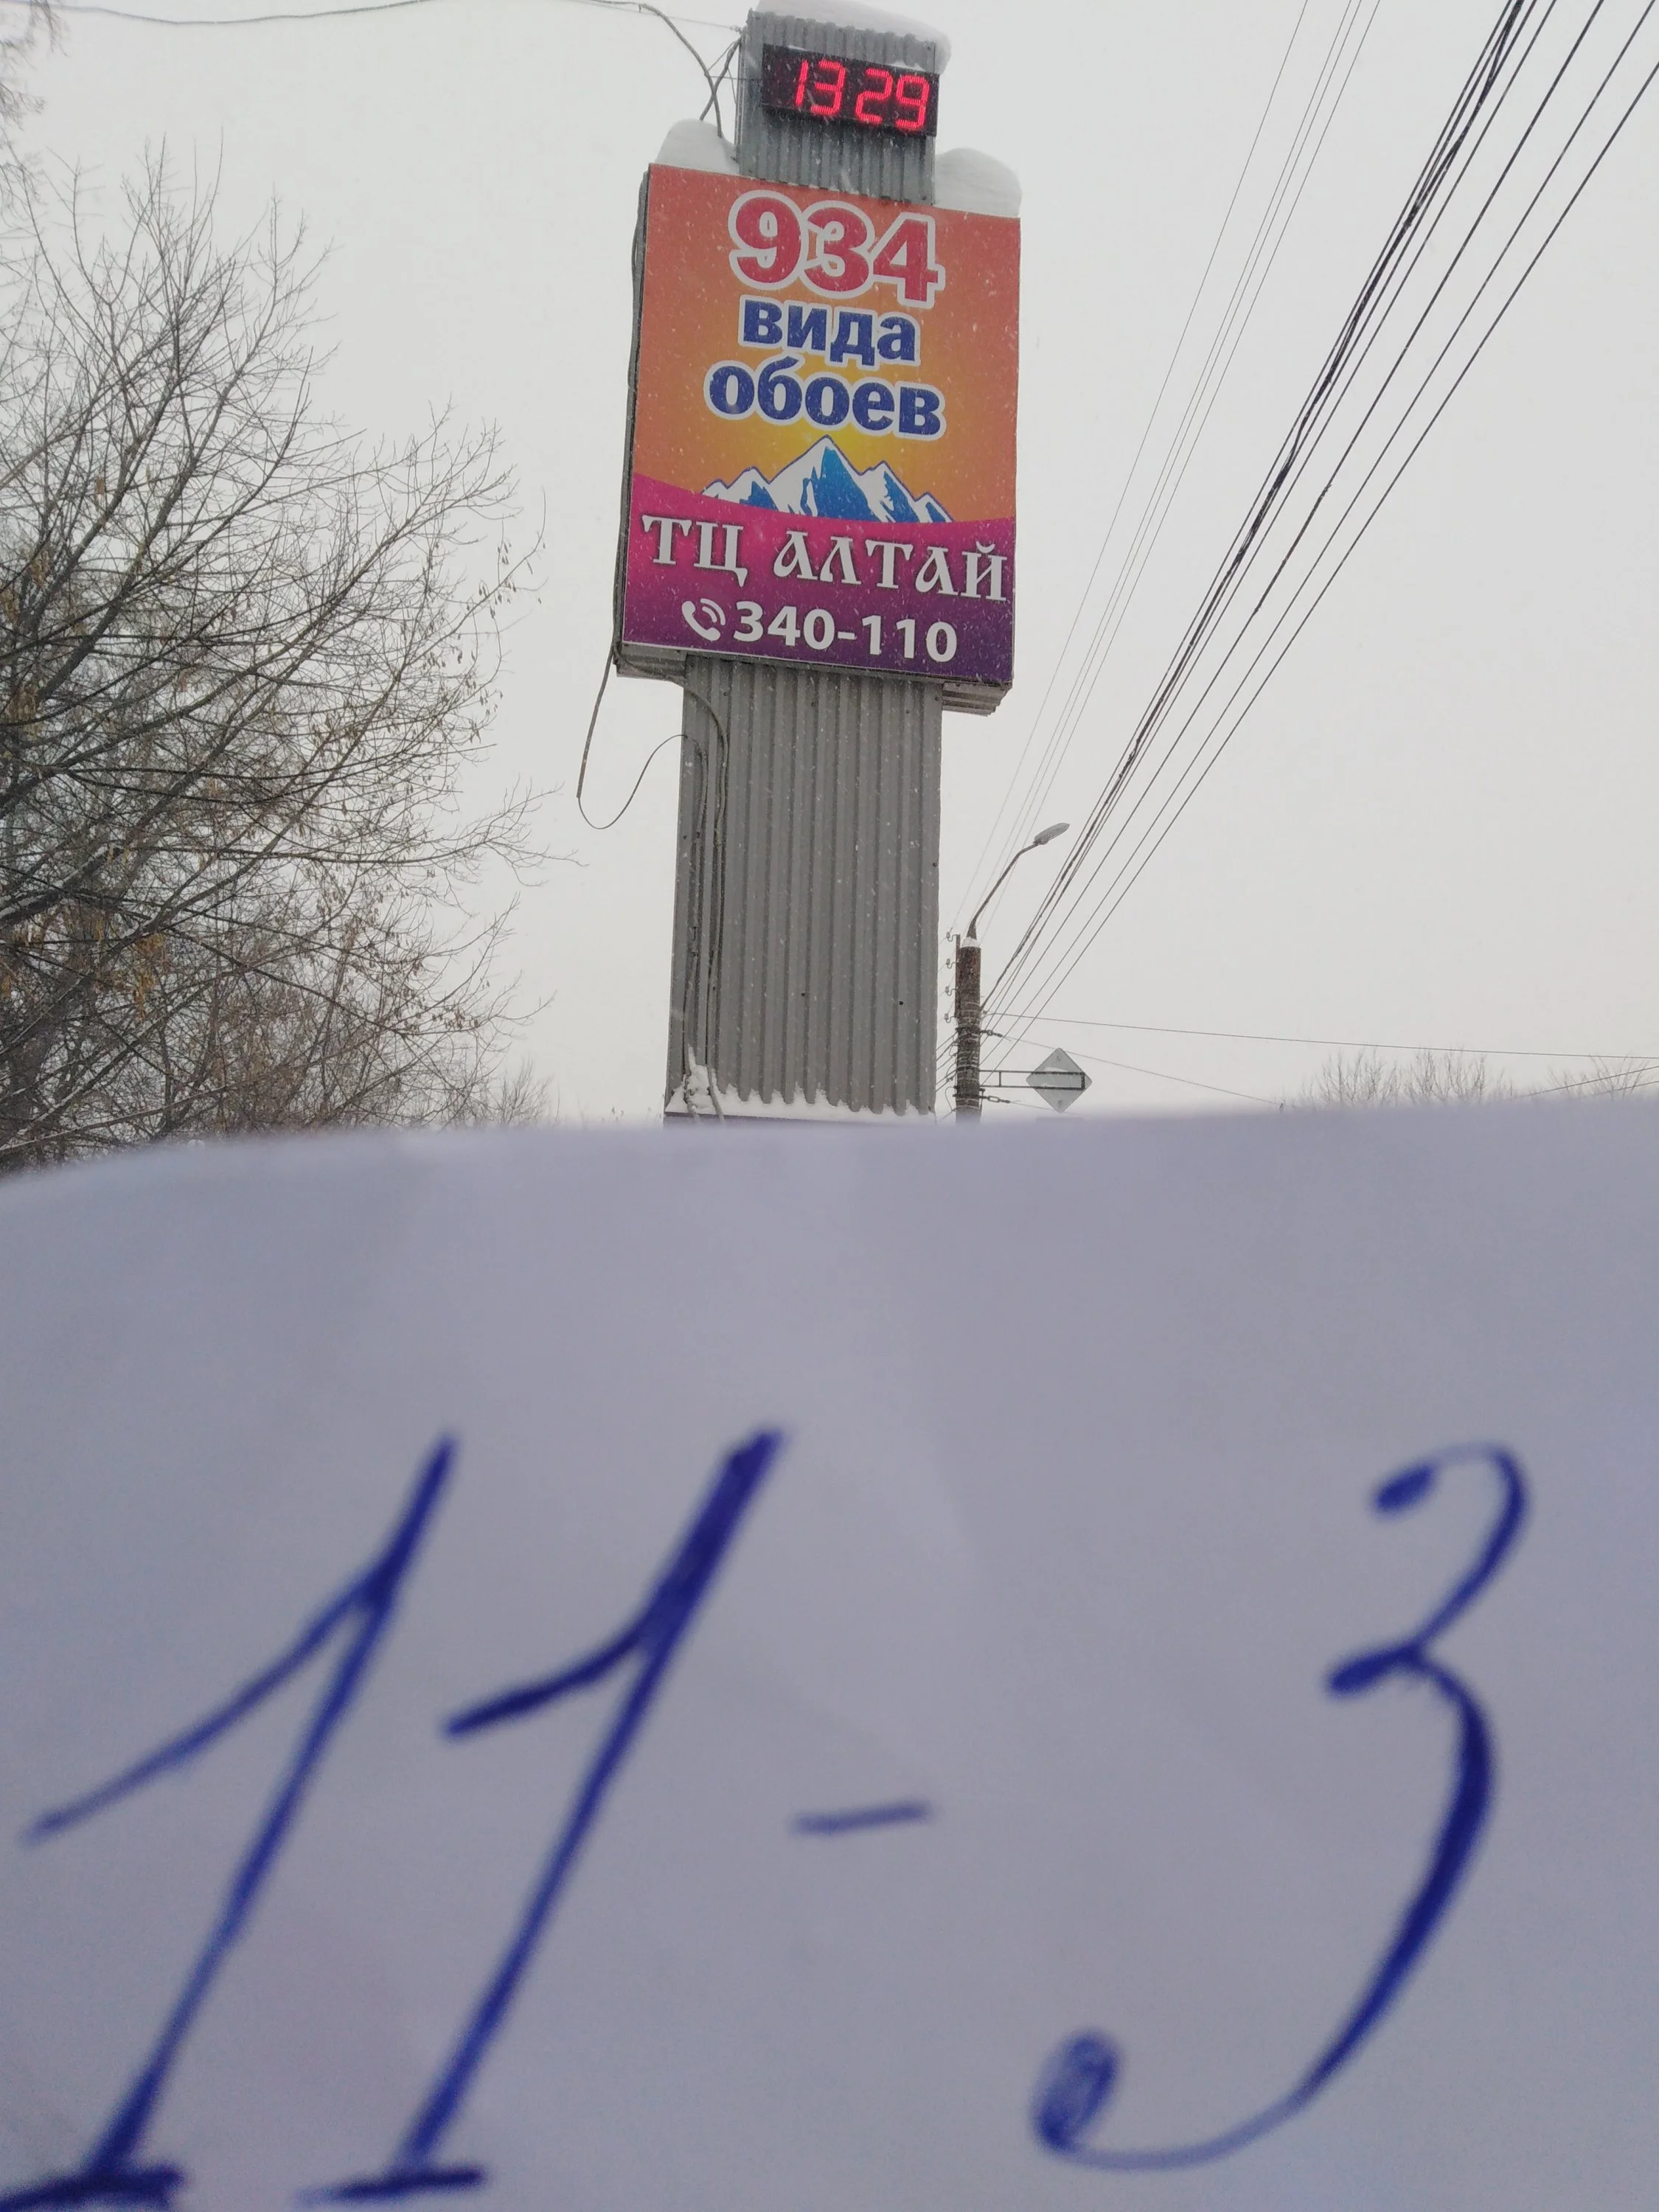 13 29
934
вида
обоев
ТЦ АЛТАЙ
340-110
11-3